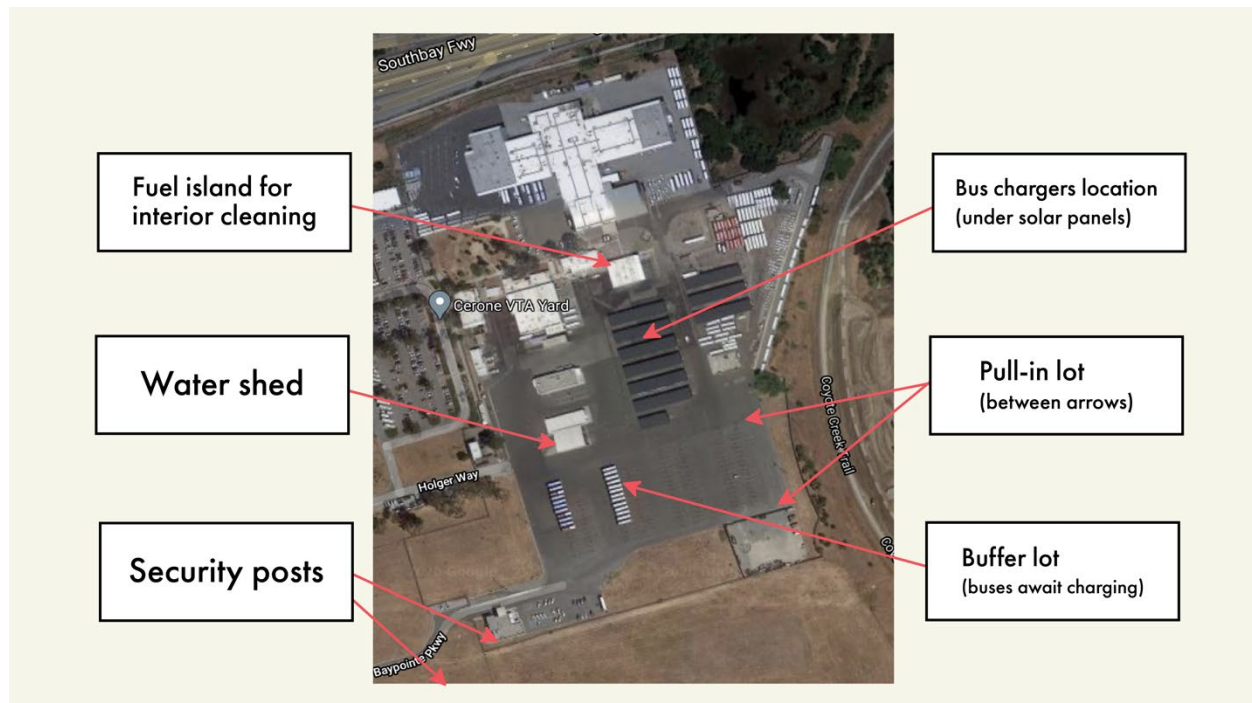 Southbay Fwy
Fuel island for
interior cleaning
Bus chargers location
(under solar panels)
Cerone VTA Yard
Water shed
Pull-in lot
(between arrows)
Coyote Creek Trail
Holger Way
Security posts
Buffer lot
(buses await charging)
Baypointe Pkwy